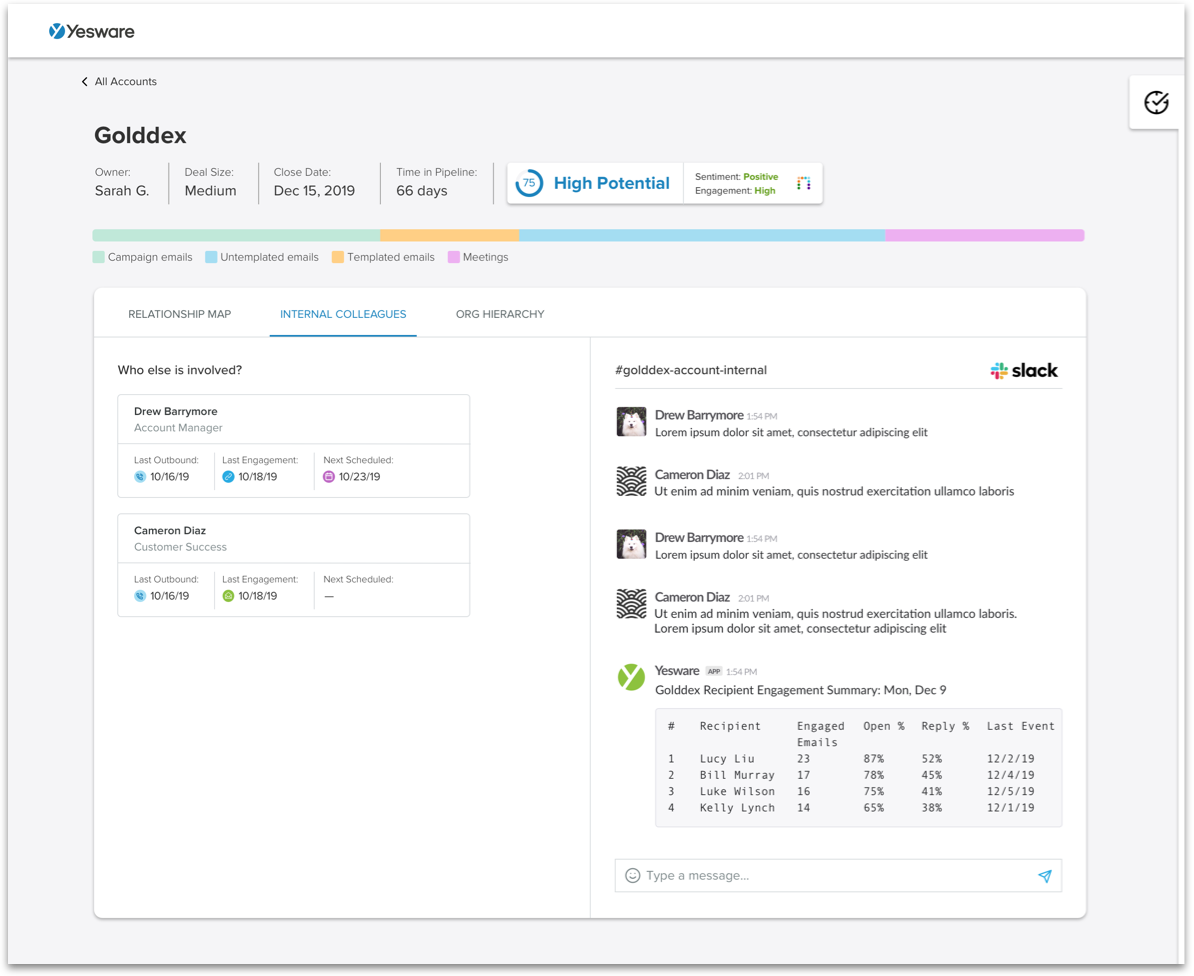 Yesware
All Accounts
Golddex
Owner:
Sarah G.
Deal Size:
Medium
Close Date:
Dec 15, 2019
Time in Pipeline:
66 days
75
High Potential
Sentiment: Positive
Engagement: High
Campaign emails
Untemplated emails
Templated emails
Meetings
RELATIONSHIP MAP
INTERNAL COLLEAGUES
ORG HIERARCHY
Who else is involved?
Drew Barrymore
Account Manager
Last Outbound:
10/16/19
Last Engagement:
10/18/19
Next Scheduled:
10/23/19
Cameron Diaz
Customer Success
Last Outbound:
10/16/19
Last Engagement:
10/18/19
Next Scheduled:
—
#golddex-account-internal
slack
Drew Barrymore 1:54 PM
Lorem ipsum dolor sit amet, consectetur adipiscing elit
Cameron Diaz 2:01 PM
Ut enim ad minim veniam, quis nostrud exercitation ullamco laboris
Drew Barrymore 1:54 PM
Lorem ipsum dolor sit amet, consectetur adipiscing elit
Cameron Diaz 2:01 PM
Ut enim ad minim veniam, quis nostrud exercitation ullamco laboris.
Lorem ipsum dolor sit amet, consectetur adipiscing elit
Yesware APP 1:54 PM
Golddex Recipient Engagement Summary: Mon, Dec 9
# Recipient Engaged Open % Reply % Last Event
Emails
1 Lucy Liu 23 87% 52% 12/2/19
2 Bill Murray 17 78% 45% 12/4/19
3 Luke Wilson 16 75% 41% 12/5/19
4 Kelly Lynch 14 65% 38% 12/1/19
Type a message...